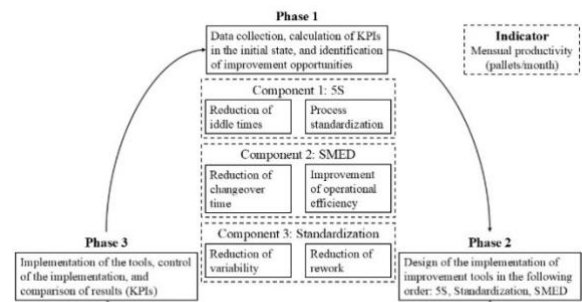 Phase 1
Data collection, calculation of KPIs
in the initial state, and identification
of improvement opportunities
Indicator
Mensual productivity
(pallets/month)
Component 1: 5S
Reduction of
iddle times
Process
standardization
Component 2: SMED
Reduction of
changeover
time
Improvement
of operational
efficiency
Component 3: Standardization
Reduction of
variability
Reduction of
rework
Phase 3
Implementation of the tools, control
of the implementation, and
comparison of results (KPIs)
Phase 2
Design of the implementation of
improvement tools in the following
order: 5S, Standardization, SMED